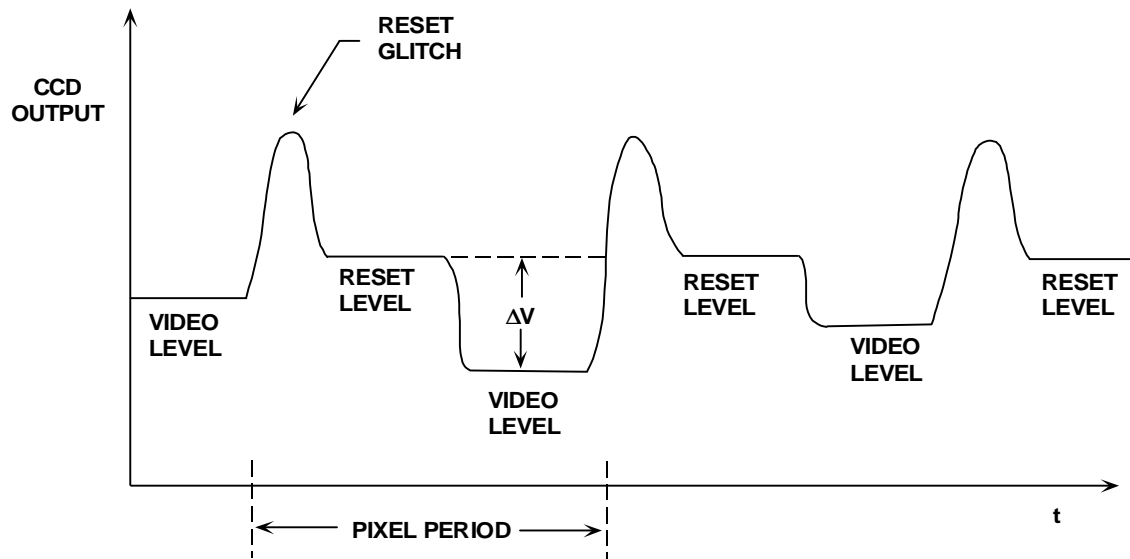 RESET
GLITCH
CCD
OUTPUT
RESET
LEVEL
RESET
LEVEL
RESET
LEVEL
VIDEO
LEVEL
ΔV
VIDEO
LEVEL
VIDEO
LEVEL
t
PIXEL PERIOD